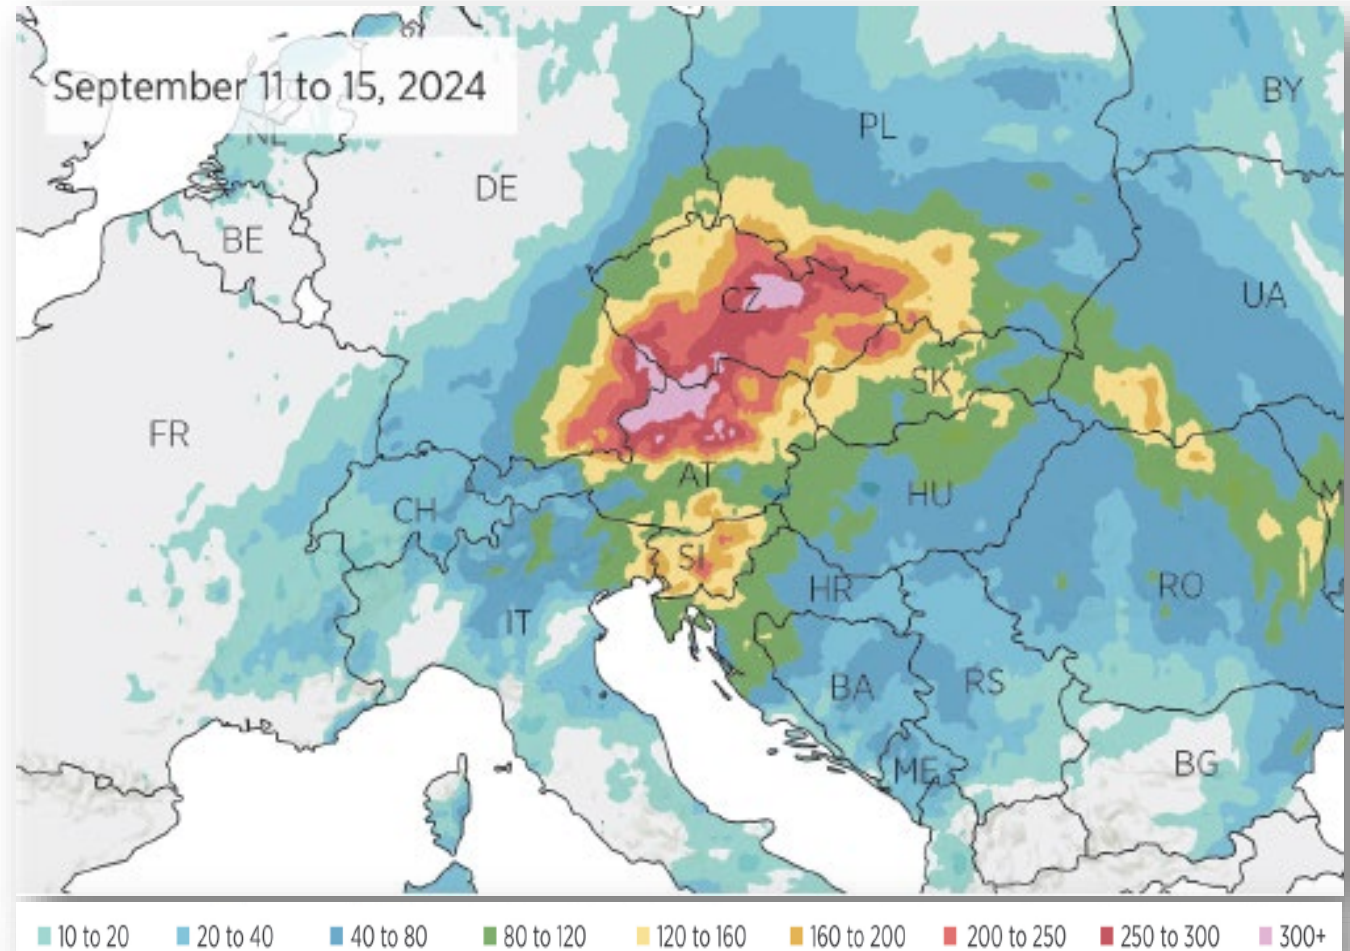 September 11 to 15, 2024
NL
BY
PL
DE
BE
CZ
UA
SK
FR
AT
HU
CH
M
SI
HR
RO
IT
BA
RS
ME
BG
10 to 20
20 to 40
40 to 80
80 to 120
120 to 160
160 to 200
200 to 250
250 to 300
300+